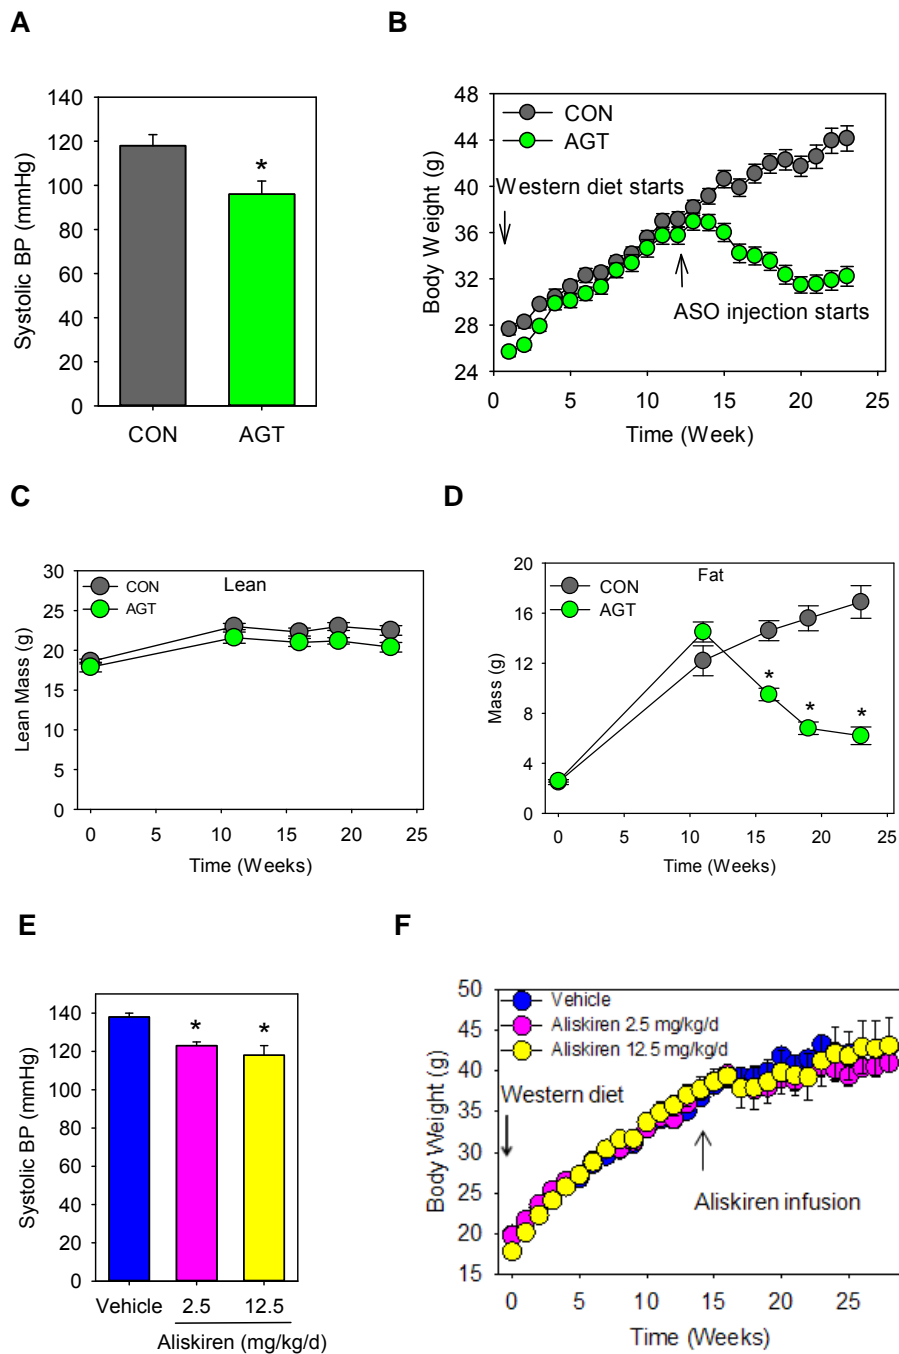 A
B
140
120
100
80
60
40
20
0
Systolic BP (mmHg)
*
CON
AGT
48
44
40
36
32
28
24
Body Weight (g)
CON
AGT
Western diet starts
ASO injection starts
0 5 10 15 20 25
Time (Week)
C
D
30
25
20
15
10
5
0
Lean Mass (g)
CON
AGT
Lean
0 5 10 15 20 25
Time (Weeks)
20
16
12
8
4
0
Mass (g)
CON
AGT
Fat
* * *
0 5 10 15 20 25
Time (Weeks)
E
F
140
120
100
80
60
40
20
0
Systolic BP (mmHg)
* *
Vehicle 2.5 12.5
Aliskiren (mg/kg/d)
50
45
40
35
30
25
20
15
Body Weight (g)
Vehicle
Aliskiren 2.5 mg/kg/d
Aliskiren 12.5 mg/kg/d
Western diet
Aliskiren infusion
0 5 10 15 20 25
Time (Weeks)